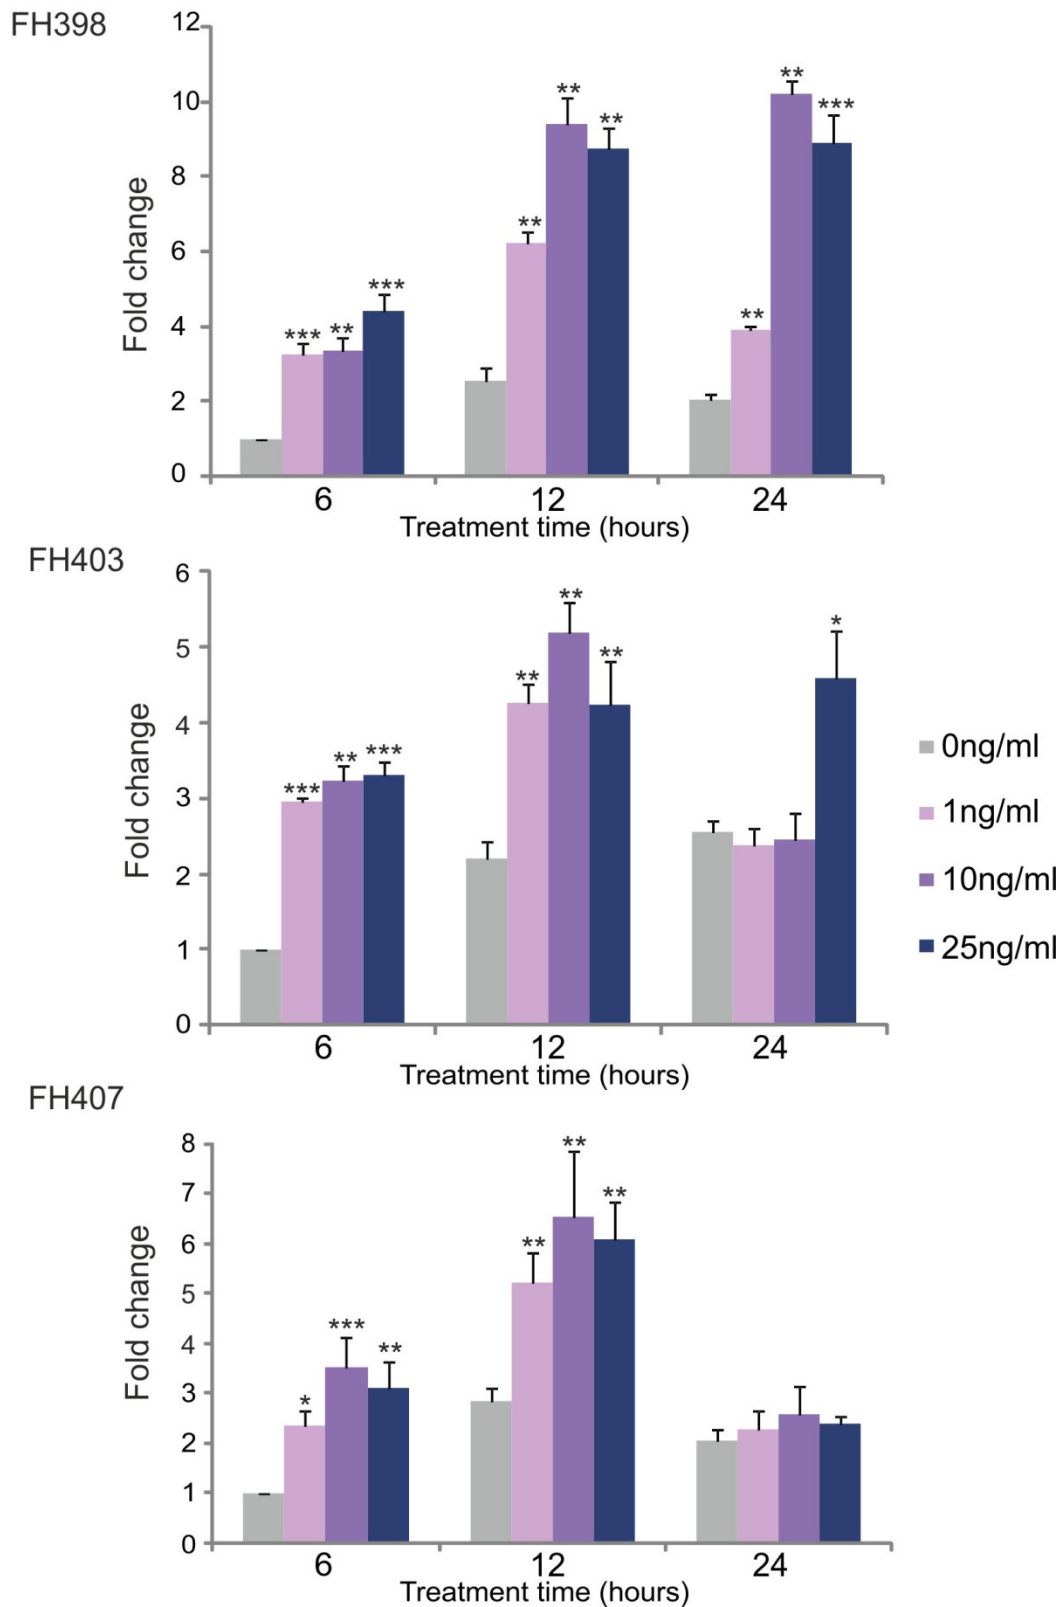 FH398
12
10
8
6
4
2
0
Fold change
*** ** ***
** ** **
** ** ***
6 12 24
Treatment time (hours)
FH403
6
5
4
3
2
1
0
Fold change
*** ** ***
** ** **
*
6 12 24
Treatment time (hours)
0ng/ml
1ng/ml
10ng/ml
25ng/ml
FH407
8
7
6
5
4
3
2
1
0
Fold change
* *** **
** ** **
6 12 24
Treatment time (hours)